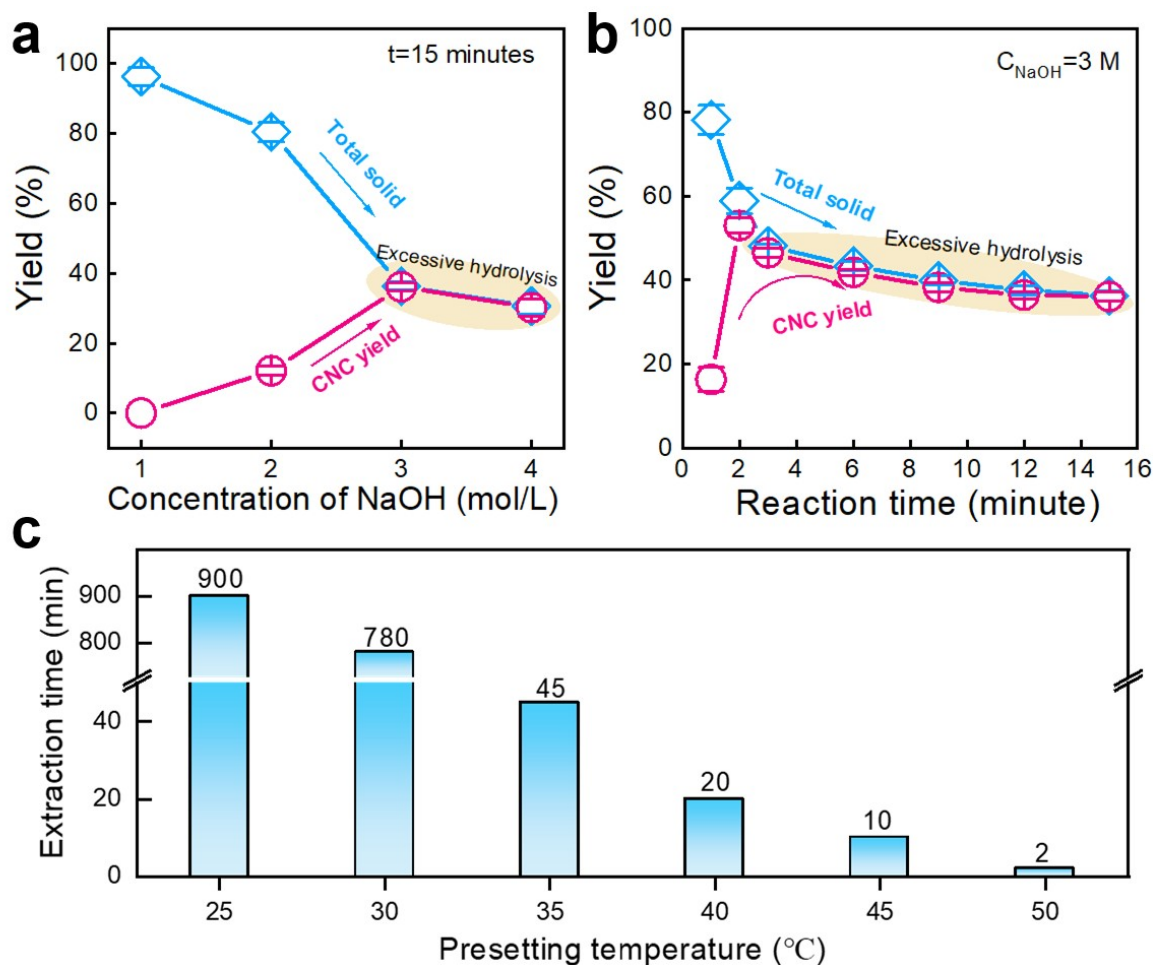 a
t=15 minutes
100
80
60
40
20
0
Yield (%)
Total solid
Excessive hydrolysis
CNC yield
1 2 3 4
Concentration of NaOH (mol/L)
b
C_NaOH=3 M
100
80
60
40
20
0
Yield (%)
Total solid
Excessive hydrolysis
CNC yield
0 2 4 6 8 10 12 14 16
Reaction time (minute)
c
900
800
40
20
0
Extraction time (min)
900
780
45
20
10
2
25 30 35 40 45 50
Presetting temperature (℃)